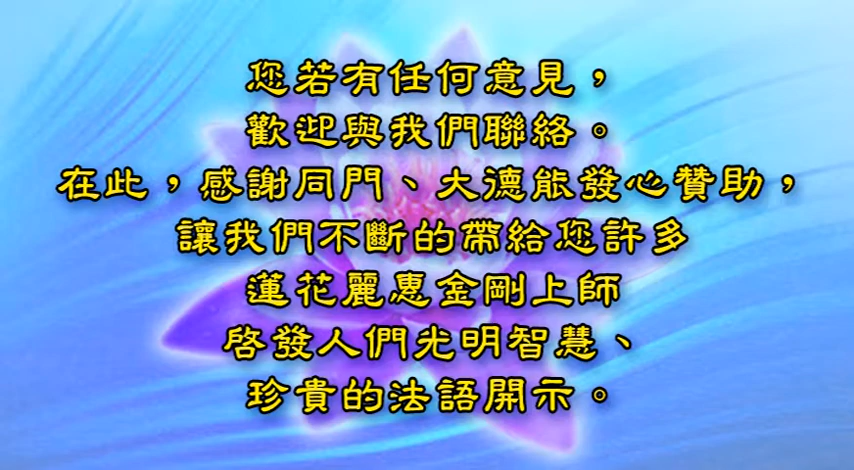 您若有任何意見，
歡迎與我們聯絡。
在此，感謝同門、大德能發心贊助，
讓我們不斷的帶給您許多
蓮花麗惠金剛上師
啓發人們光明智慧、
珍貴的法語開示。